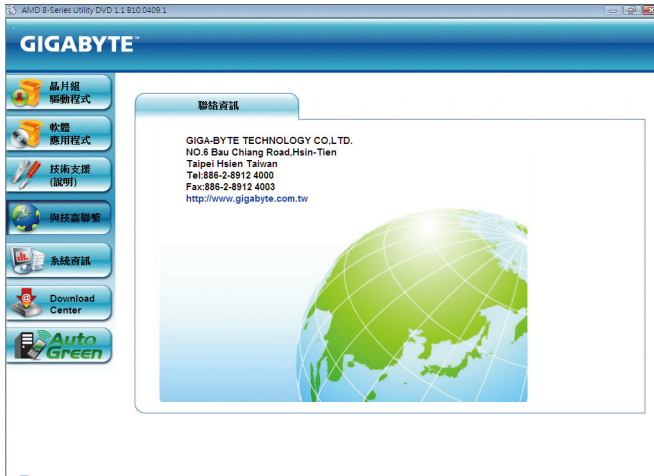 AMD 8-Series Utility DVD 1.1 B10.0409.1
GIGABYTE™
晶片組
驅動程式
軟體
應用程式
技術支援
(說明)
與技嘉聯繫
系統資訊
Download
Center
Auto
Green
聯絡資訊
GIGA-BYTE TECHNOLOGY CO,LTD.
NO.6 Bau Chiang Road,Hsin-Tien
Taipei Hsien Taiwan
Tel:886-2-8912 4000
Fax:886-2-8912 4003
http://www.gigabyte.com.tw